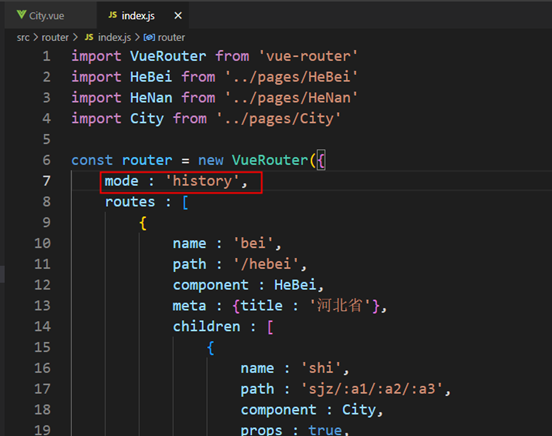 City.vue JS index.js ×
src > router > JS index.js > router
1 import VueRouter from 'vue-router'
2 import HeBei from '../pages/HeBei'
3 import HeNan from '../pages/HeNan'
4 import City from '../pages/City'
5
6 const router = new VueRouter({
7 mode : 'history',
8 routes : [
9 {
10 name : 'bei',
11 path : '/hebei',
12 component : HeBei,
13 meta : {title : '河北省'},
14 children : [
15 {
16 name : 'shi',
17 path : 'sjz/:a1/:a2/:a3',
18 component : City,
19 props : true,